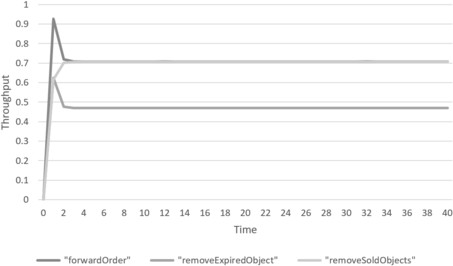 1
0.9
0.8
0.7
0.6
0.5
0.4
0.3
0.2
0.1
0
Throughput
0 2 4 6 8 10 12 14 16 18 20 22 24 26 28 30 32 34 36 38 40
Time
"forwardOrder" "removeExpiredObject" "removeSoldObjects"